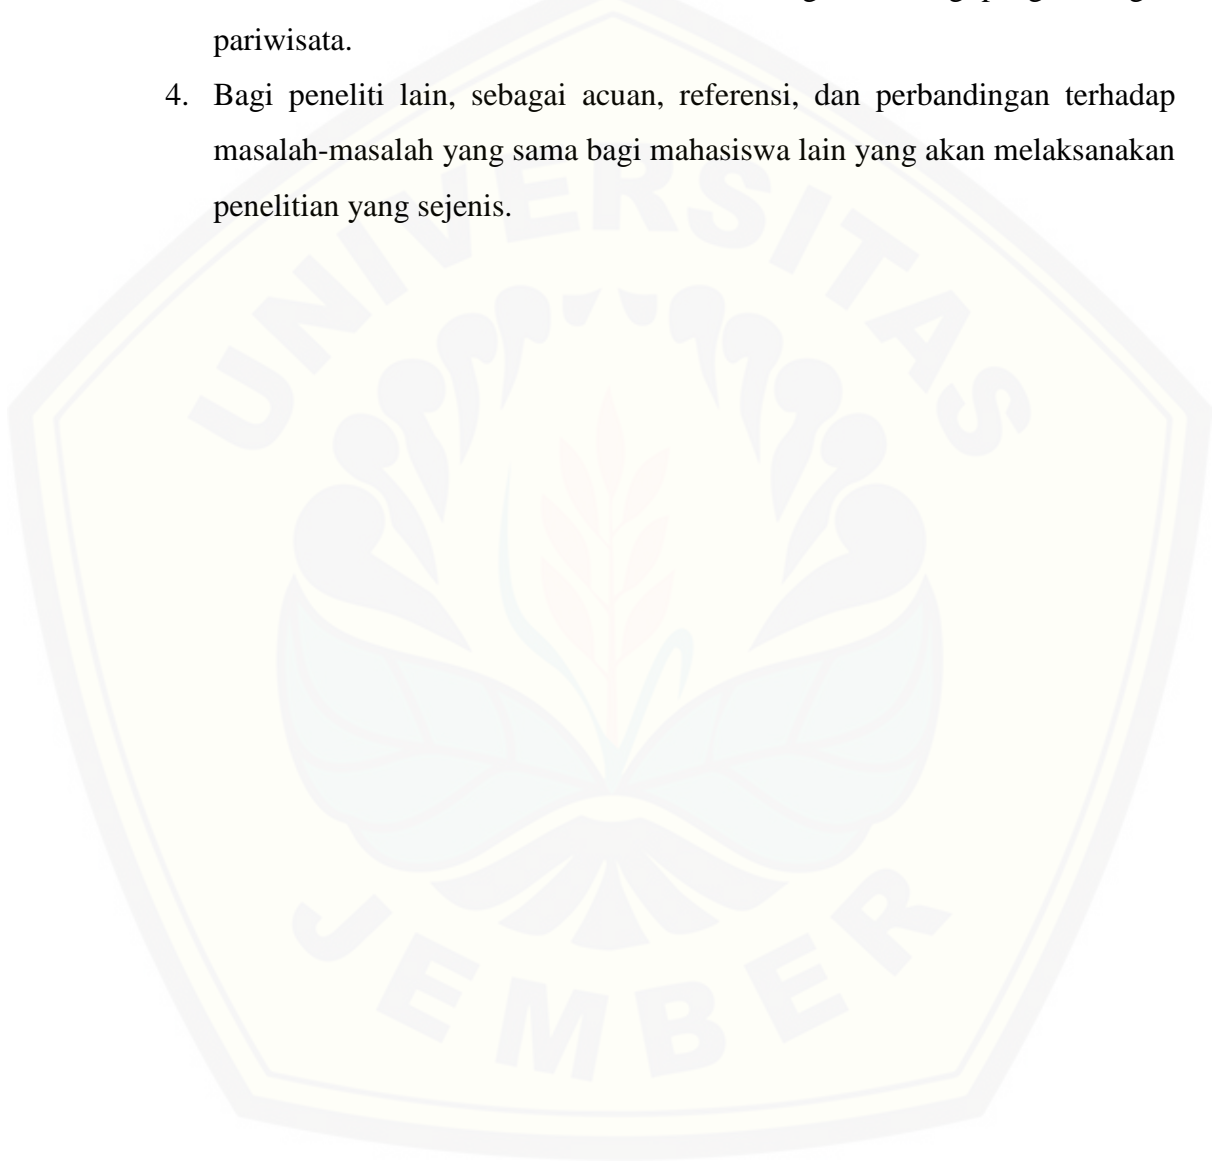 pariwisata.
4. Bagi peneliti lain, sebagai acuan, referensi, dan perbandingan terhadap
masalah-masalah yang sama bagi mahasiswa lain yang akan melaksanakan
penelitian yang sejenis.
UNIVERSITAS
JEMBER